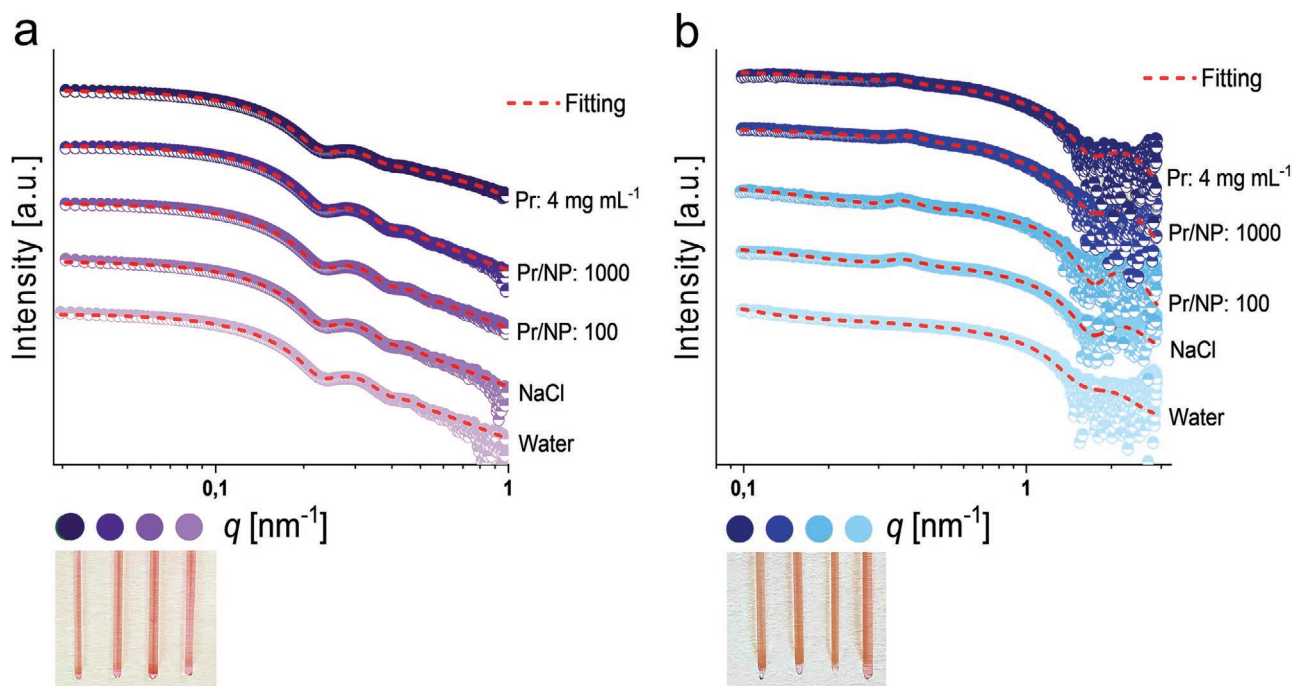 a
Intensity [a.u.]
Fitting
Pr: 4 mg mL⁻¹
Pr/NP: 1000
Pr/NP: 100
NaCl
Water
0,1
1
q [nm⁻¹]
b
Intensity [a.u.]
Fitting
Pr: 4 mg mL⁻¹
Pr/NP: 1000
Pr/NP: 100
NaCl
Water
0,1
1
q [nm⁻¹]